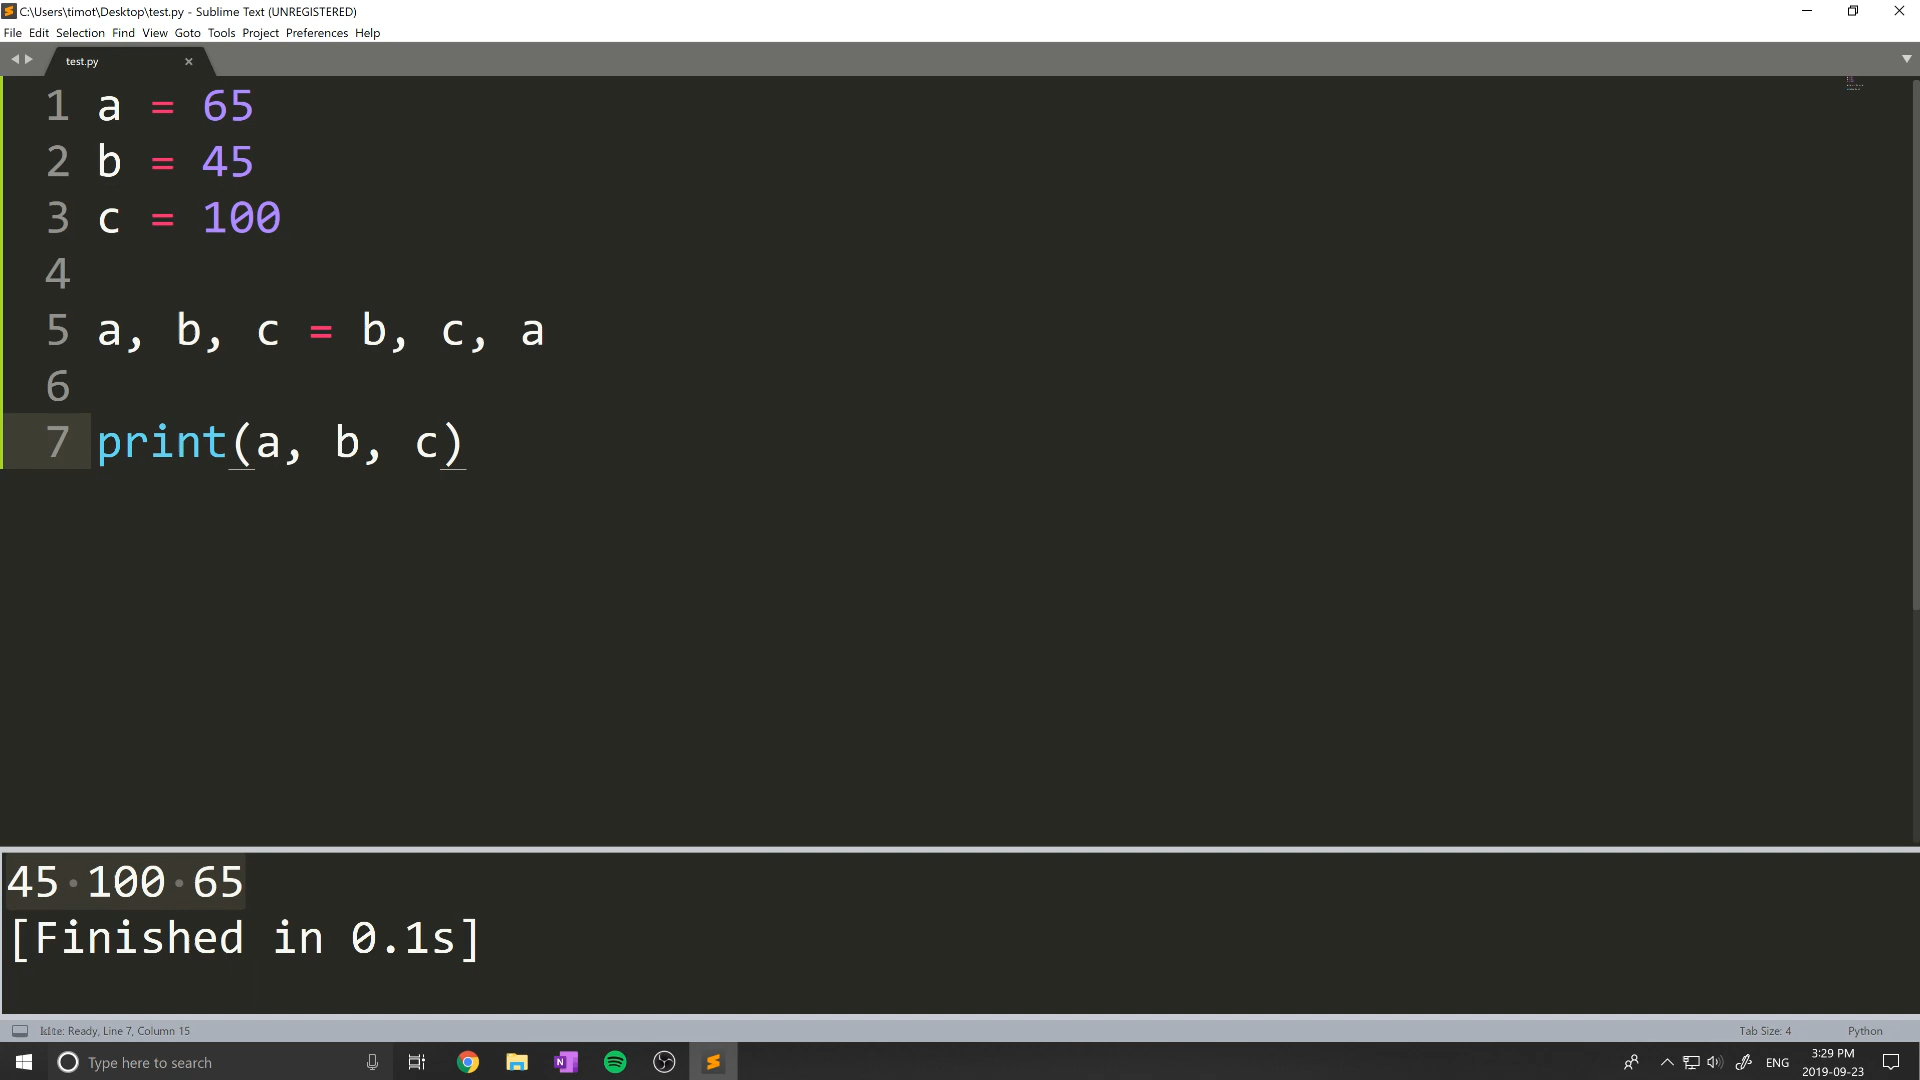 C:\Users\timot\Desktop\test.py - Sublime Text (UNREGISTERED)
File Edit Selection Find View Goto Tools Project Preferences Help
test.py
1 a = 65
2 b = 45
3 c = 100
4
5 a, b, c = b, c, a
6
7 print(a, b, c)
45·100·65
[Finished in 0.1s]
kite: Ready, Line 7, Column 15
Tab Size: 4
Python
Type here to search
ENG
3:29 PM
2019-09-23